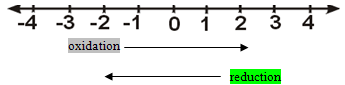 -4 -3 -2 -1 0 1 2 3 4
oxidation
reduction